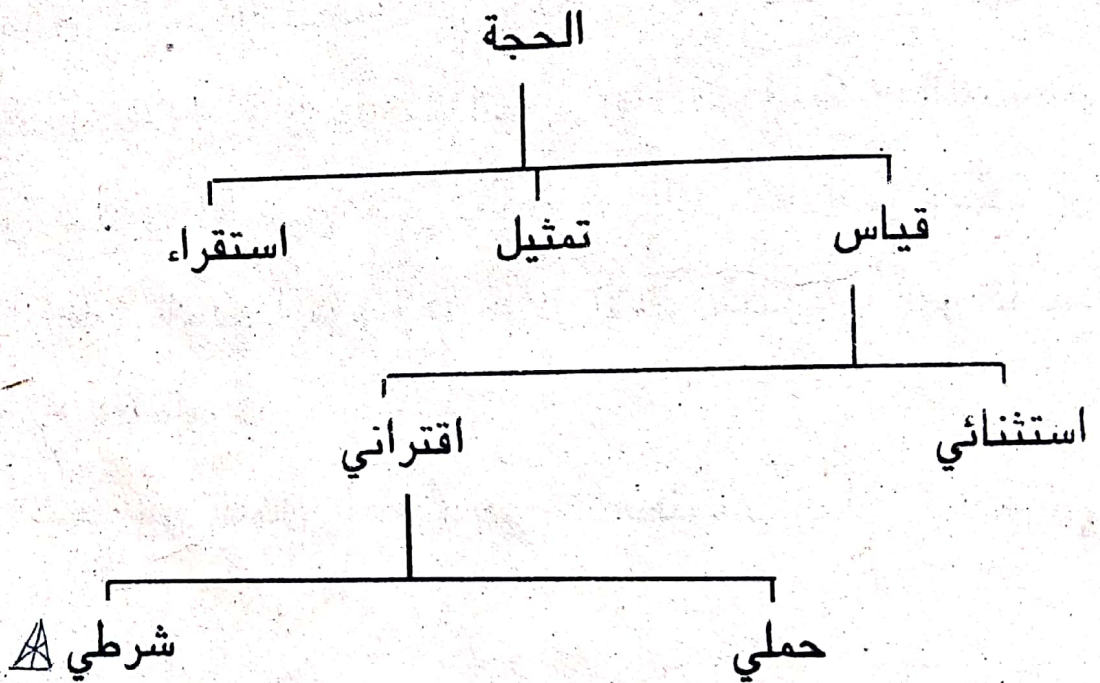 الحجة
قياس تمثيل استقراء
استثنائي اقتراني
حملي شرطي